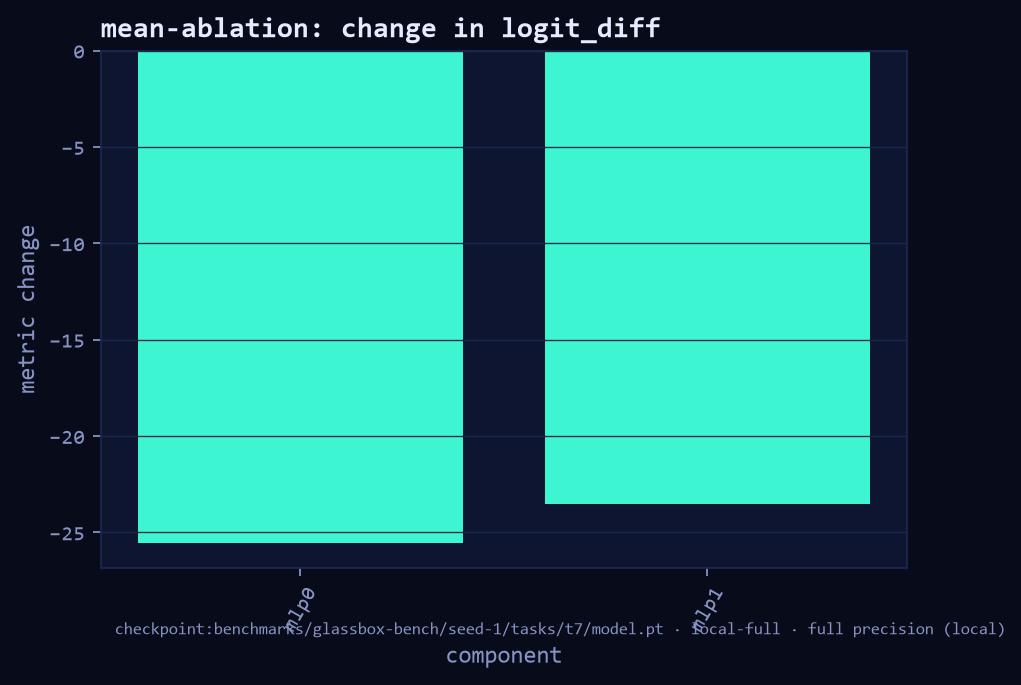 mean-ablation: change in logit_diff
0
−5
−10
−15
−20
−25
metric change
mlp0
mlp1
checkpoint:benchmarks/glassbox-bench/seed-1/tasks/t7/model.pt · local-full · full precision (local)
component